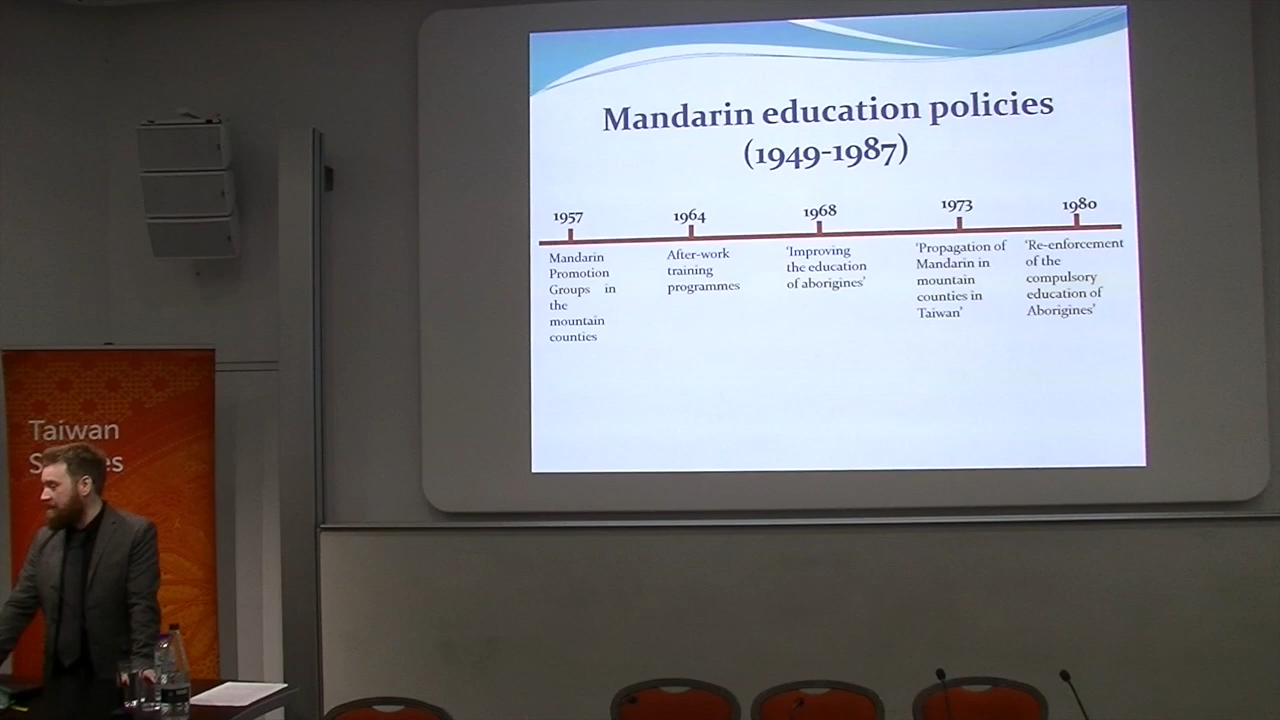 Mandarin education policies
(1949-1987)
1957
Mandarin
Promotion
Groups in
the
mountain
counties
1964
After-work
training
programmes
1968
‘Improving
the education
of aborigines’
1973
‘Propagation of
Mandarin in
mountain
counties in
Taiwan’
1980
‘Re-enforcement
of the
compulsory
education of
Aborigines’
Taiwan